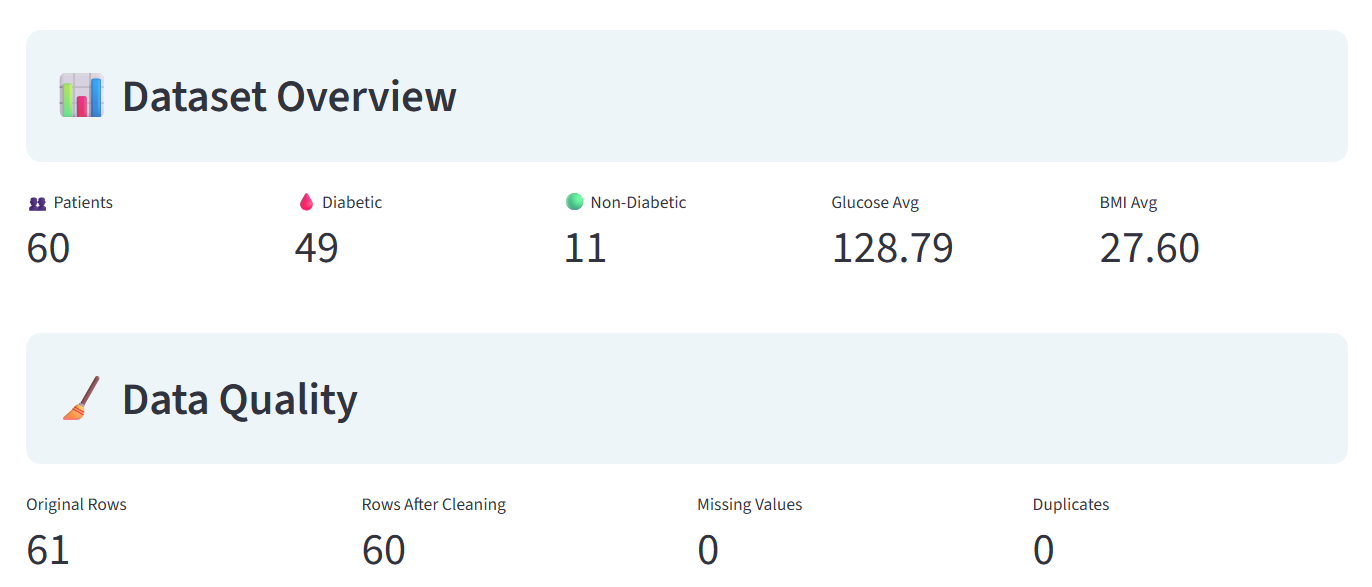 Dataset Overview
Patients
60
Diabetic
49
Non-Diabetic
11
Glucose Avg
128.79
BMI Avg
27.60
Data Quality
Original Rows
61
Rows After Cleaning
60
Missing Values
0
Duplicates
0